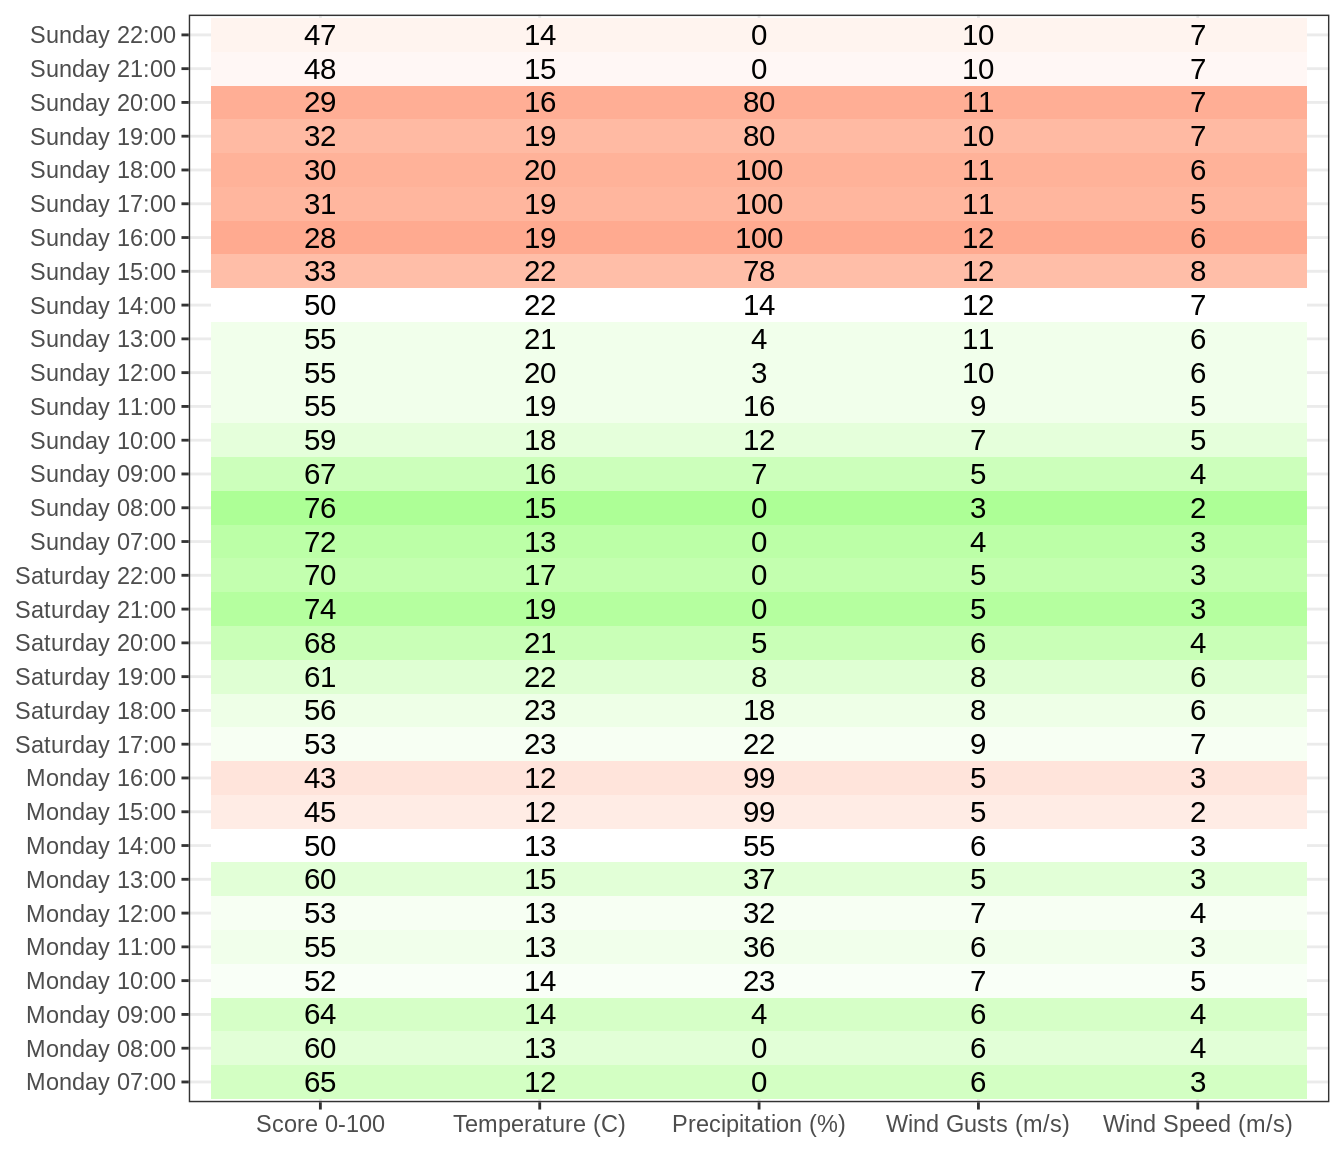 Sunday 22:00 47 14 0 10 7
Sunday 21:00 48 15 0 10 7
Sunday 20:00 29 16 80 11 7
Sunday 19:00 32 19 80 10 7
Sunday 18:00 30 20 100 11 6
Sunday 17:00 31 19 100 11 5
Sunday 16:00 28 19 100 12 6
Sunday 15:00 33 22 78 12 8
Sunday 14:00 50 22 14 12 7
Sunday 13:00 55 21 4 11 6
Sunday 12:00 55 20 3 10 6
Sunday 11:00 55 19 16 9 5
Sunday 10:00 59 18 12 7 5
Sunday 09:00 67 16 7 5 4
Sunday 08:00 76 15 0 3 2
Sunday 07:00 72 13 0 4 3
Saturday 22:00 70 17 0 5 3
Saturday 21:00 74 19 0 5 3
Saturday 20:00 68 21 5 6 4
Saturday 19:00 61 22 8 8 6
Saturday 18:00 56 23 18 8 6
Saturday 17:00 53 23 22 9 7
Monday 16:00 43 12 99 5 3
Monday 15:00 45 12 99 5 2
Monday 14:00 50 13 55 6 3
Monday 13:00 60 15 37 5 3
Monday 12:00 53 13 32 7 4
Monday 11:00 55 13 36 6 3
Monday 10:00 52 14 23 7 5
Monday 09:00 64 14 4 6 4
Monday 08:00 60 13 0 6 4
Monday 07:00 65 12 0 6 3
Score 0-100 Temperature (C) Precipitation (%) Wind Gusts (m/s) Wind Speed (m/s)